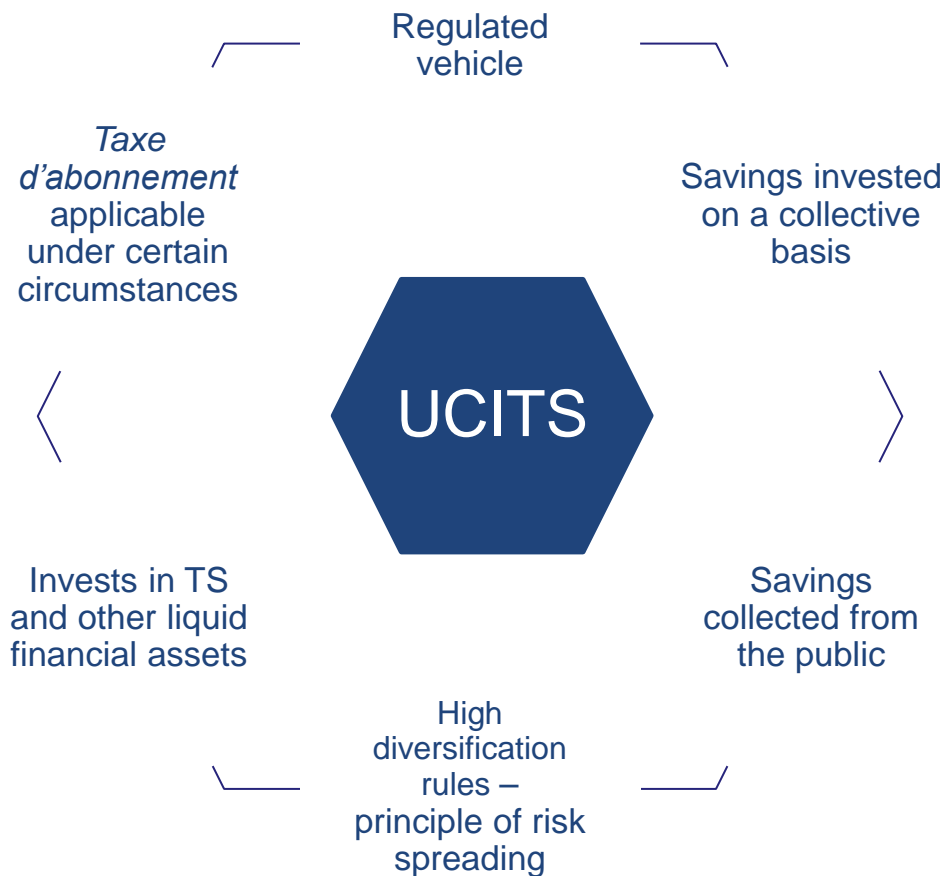 Regulated
vehicle
Taxe
d’abonnement
applicable
under certain
circumstances
Savings invested
on a collective
basis
UCITS
Invests in TS
and other liquid
financial assets
Savings
collected from
the public
High
diversification
rules –
principle of risk
spreading